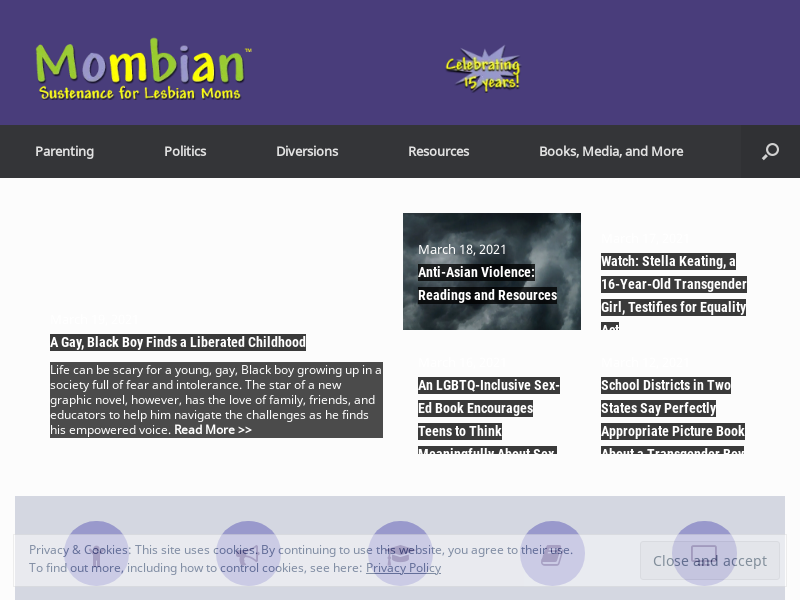 Mombian™
Sustenance for Lesbian Moms
Celebrating
15 years!
Parenting
Politics
Diversions
Resources
Books, Media, and More
A Gay, Black Boy Finds a Liberated Childhood
Life can be scary for a young, gay, Black boy growing up in a
society full of fear and intolerance. The star of a new
graphic novel, however, has the love of family, friends, and
educators to help him navigate the challenges as he finds
his empowered voice. Read More >>
March 18, 2021
Anti-Asian Violence:
Readings and Resources
Watch: Stella Keating, a
16-Year-Old Transgender
Girl, Testifies for Equality
Act
An LGBTQ-Inclusive Sex-
Ed Book Encourages
Teens to Think
Meaningfully About Sex
School Districts in Two
States Say Perfectly
Appropriate Picture Book
About a Transgender Boy
Privacy & Cookies: This site uses cookies. By continuing to use this website, you agree to their use.
To find out more, including how to control cookies, see here: Privacy Policy
Close and accept